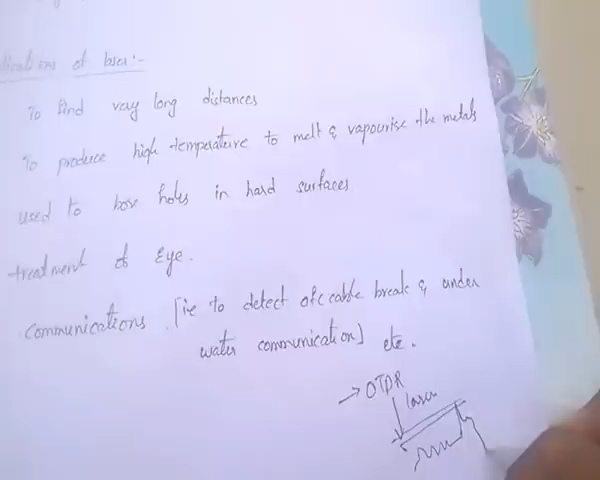 lications of laser:-
To find very long distances
To produce high temperature to melt & vapourise the metals
used to bore holes in hard surfaces
treatment of Eye.
Communications. [ie to detect ofc cable break & under
water communication] etc.
→ OTDR
laser